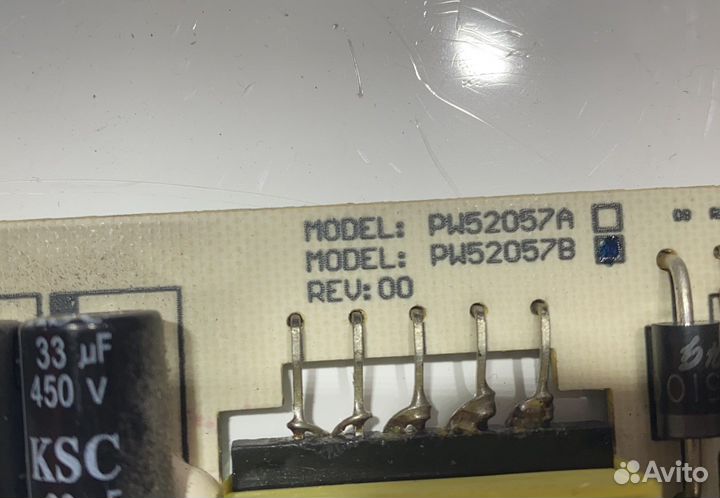 MODEL: PW52057A
MODEL: PW52057B
REV:00
33 µF
450 V
KSC
Avito